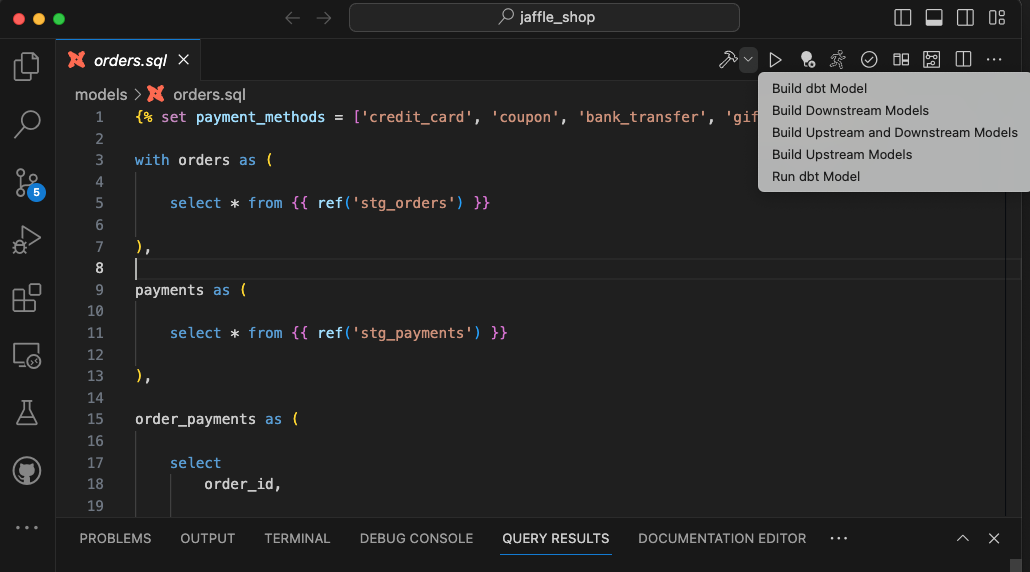 jaffle_shop
orders.sql
models > orders.sql
Build dbt Model
Build Downstream Models
Build Upstream and Downstream Models
Build Upstream Models
Run dbt Model
5
1 {% set payment_methods = ['credit_card', 'coupon', 'bank_transfer', 'gif
2
3 with orders as (
4
5 select * from {{ ref('stg_orders') }}
6
7 ),
8
9 payments as (
10
11 select * from {{ ref('stg_payments') }}
12
13 ),
14
15 order_payments as (
16
17 select
18 order_id,
19
PROBLEMS OUTPUT TERMINAL DEBUG CONSOLE QUERY RESULTS DOCUMENTATION EDITOR